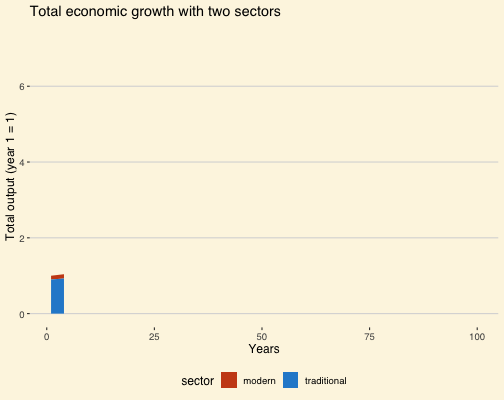 Total economic growth with two sectors
Total output (year 1 = 1)
6
4
2
0
0 25 50 75 100
Years
sector modern traditional